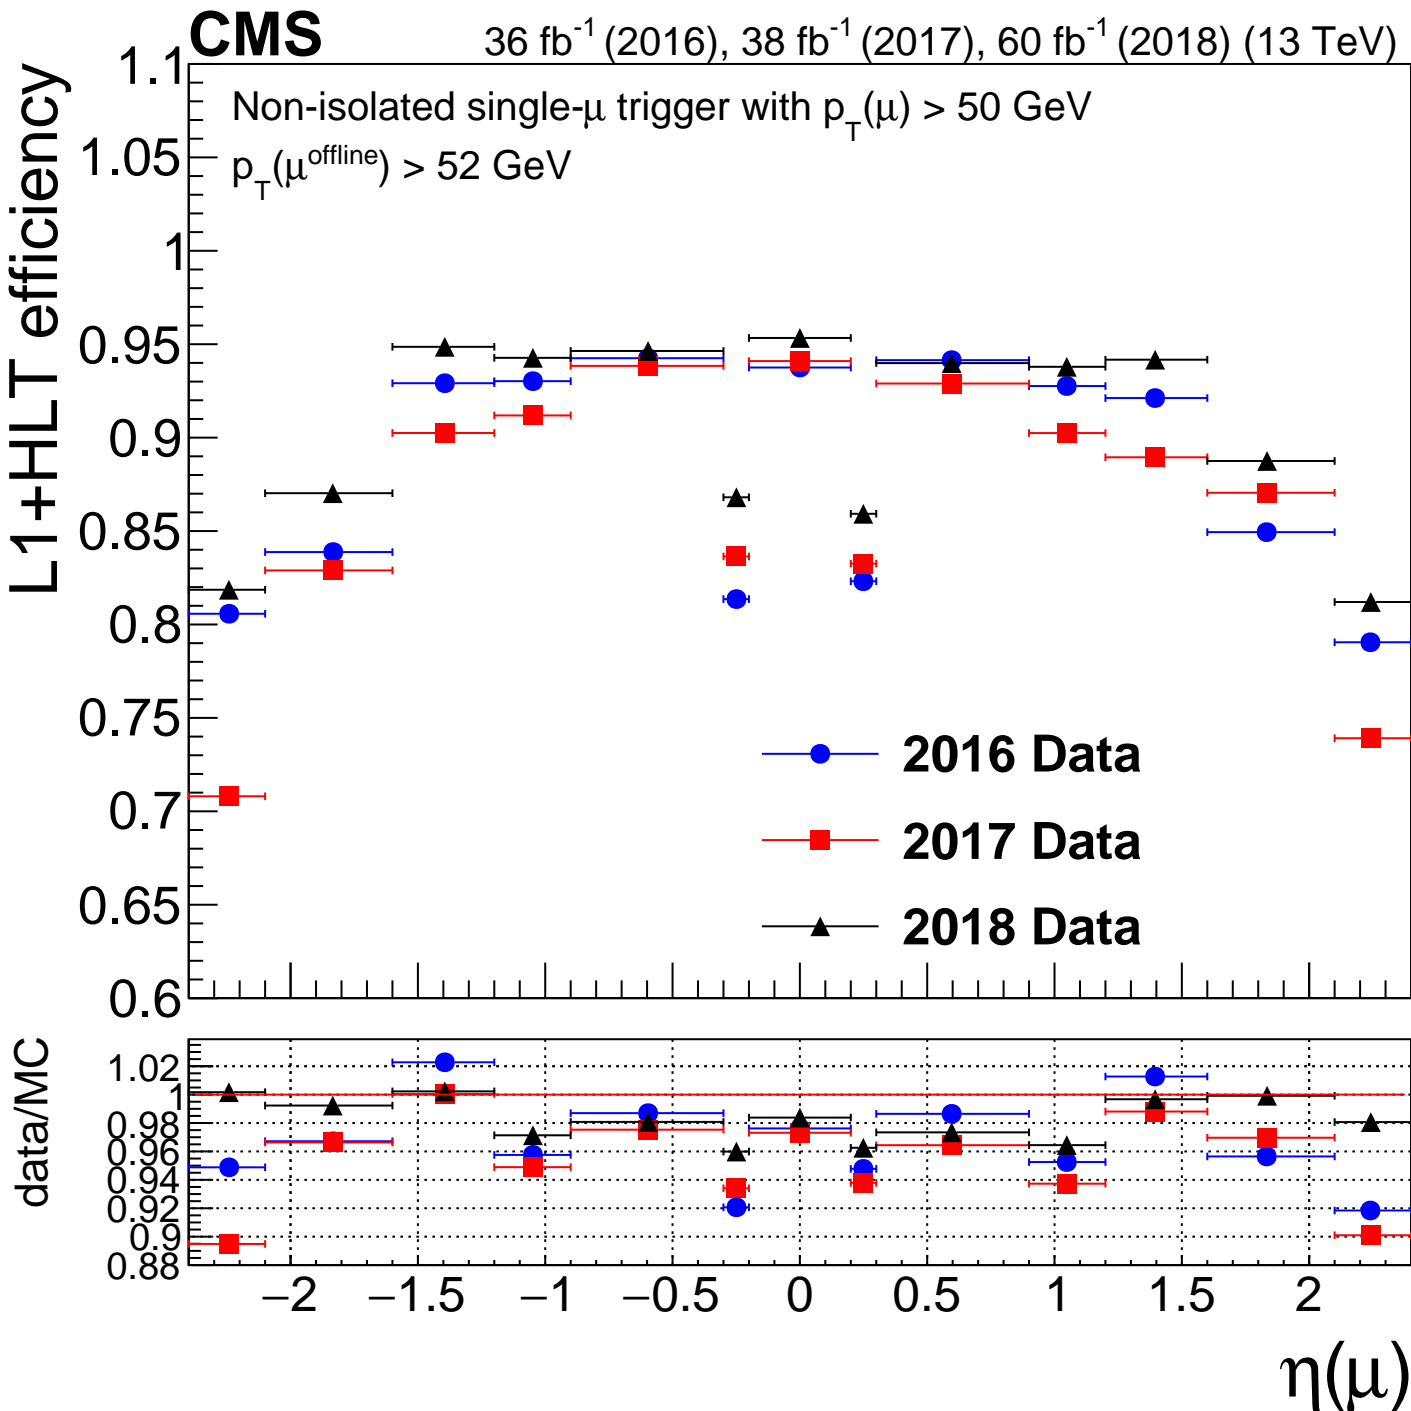 CMS 36 fb-1 (2016), 38 fb-1 (2017), 60 fb-1 (2018) (13 TeV)
L1+HLT efficiency
Non-isolated single-μ trigger with pT(μ) > 50 GeV
pT(μoffline) > 52 GeV
1.1
1.05
1
0.95
0.9
0.85
0.8
0.75
0.7
0.65
0.6
2016 Data
2017 Data
2018 Data
data/MC
1.02
1
0.98
0.96
0.94
0.92
0.9
0.88
−2 −1.5 −1 −0.5 0 0.5 1 1.5 2
η(μ)